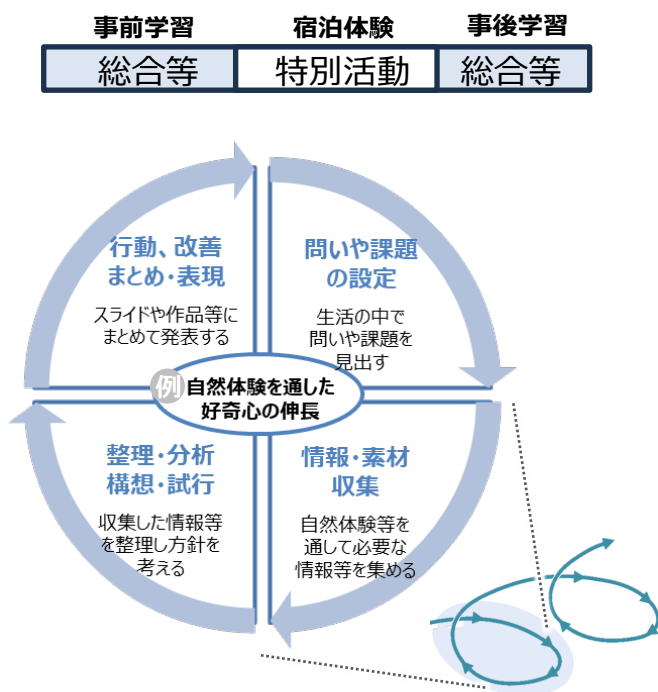 事前学習 宿泊体験 事後学習
総合等 特別活動 総合等
行動、改善
まとめ・表現
スライドや作品等に
まとめて発表する
問いや課題
の設定
生活の中で
問いや課題を
見出す
例 自然体験を通した
好奇心の伸長
整理・分析
構想・試行
収集した情報等
を整理し方針を
考える
情報・素材
収集
自然体験等を
通して必要な
情報等を集める